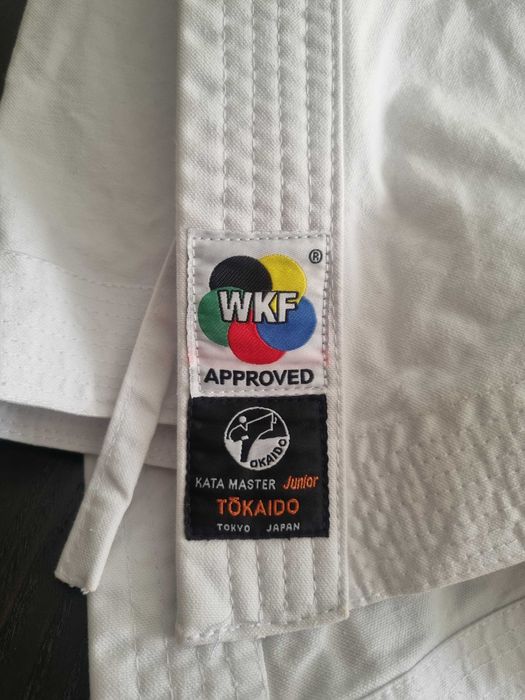 ®
WKF
APPROVED
TOKAIDO
KATA MASTER Junior
TŌKAIDO
TOKYO JAPAN